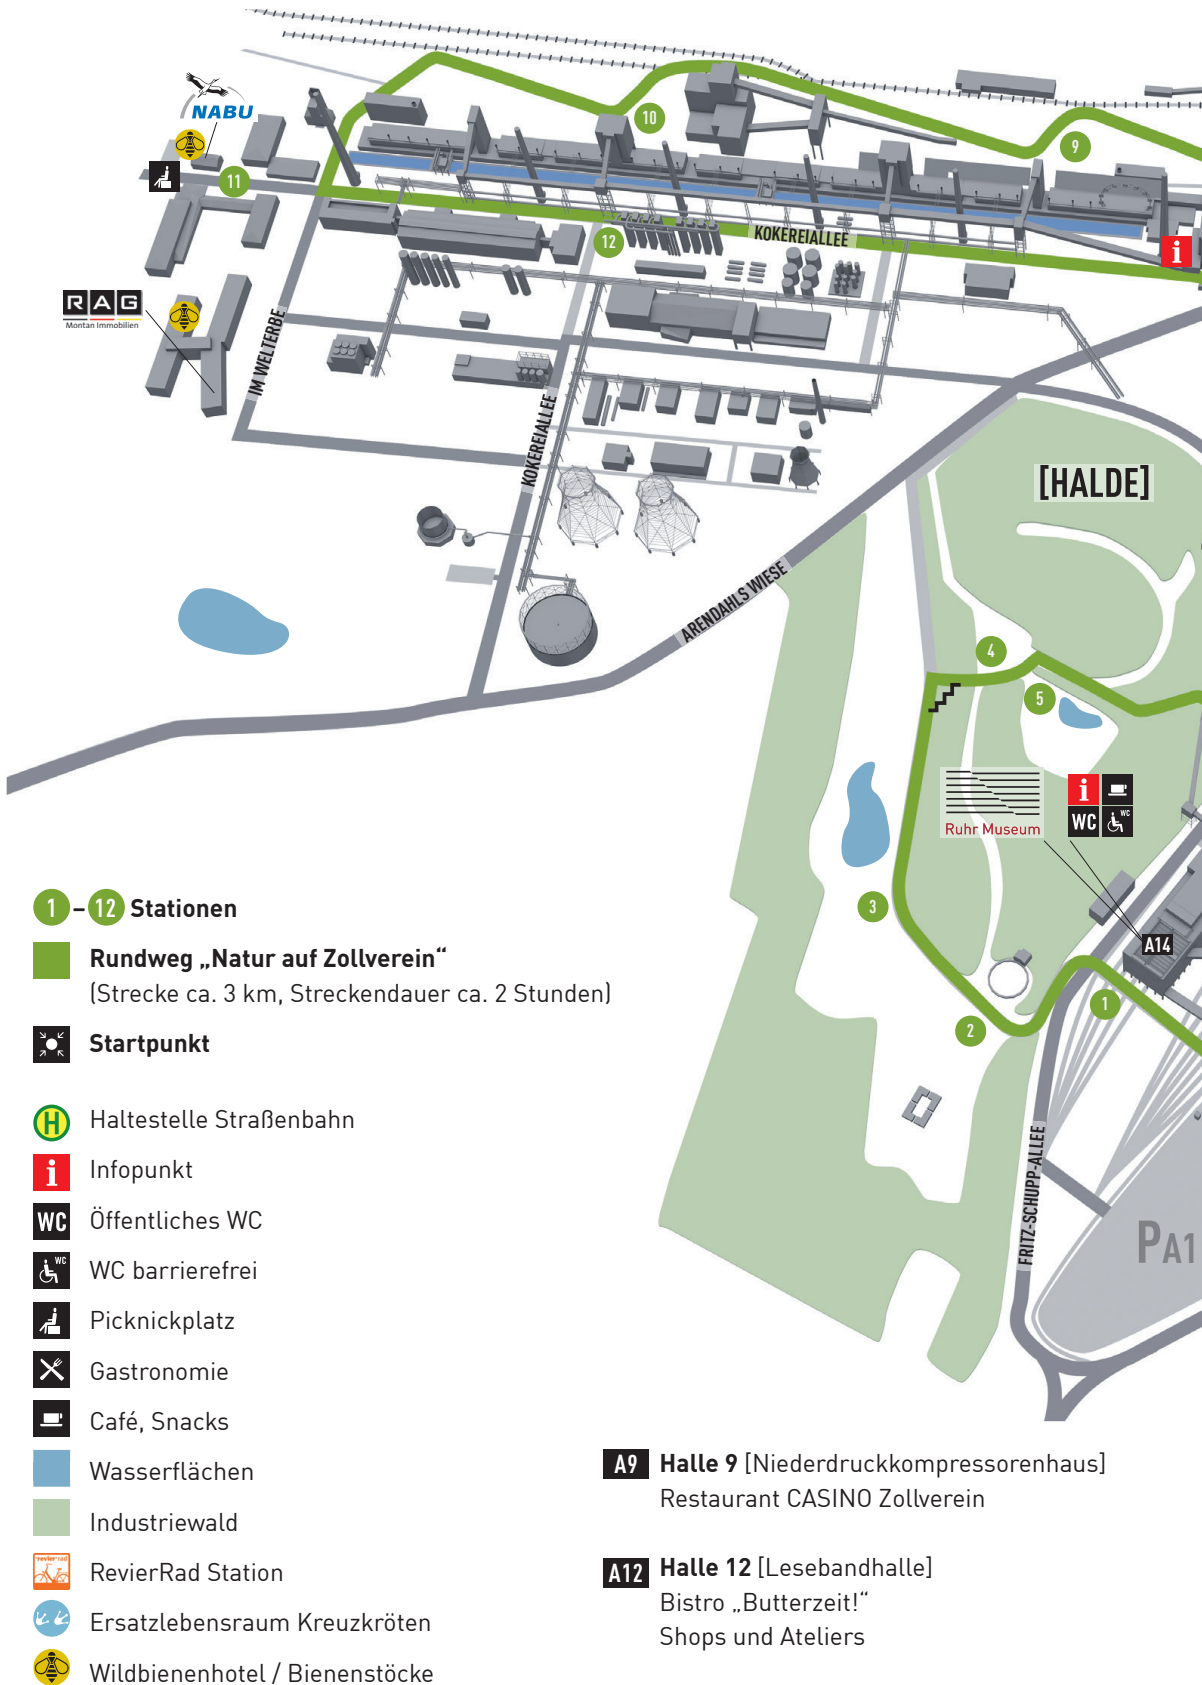 NABU
10
9
11
12
KOKEREIALLEE
i
RAG
Montan Immobilien
IM WELTERBE
KOKEREIALLEE
[HALDE]
ARENDAHLS WIESE
4
5
Ruhr Museum
i
WC
WC
3
A14
1
2
FRITZ-SCHUPP-ALLEE
PA1
1 – 12 Stationen
Rundweg „Natur auf Zollverein“
(Strecke ca. 3 km, Streckendauer ca. 2 Stunden)
Startpunkt
H Haltestelle Straßenbahn
i Infopunkt
WC Öffentliches WC
WC WC barrierefrei
Picknickplatz
Gastronomie
Café, Snacks
Wasserflächen
Industriewald
revierrad RevierRad Station
Ersatzlebensraum Kreuzkröten
Wildbienenhotel / Bienenstöcke
A9 Halle 9 [Niederdruckkompressorenhaus]
Restaurant CASINO Zollverein
A12 Halle 12 [Lesebandhalle]
Bistro „Butterzeit!“
Shops und Ateliers